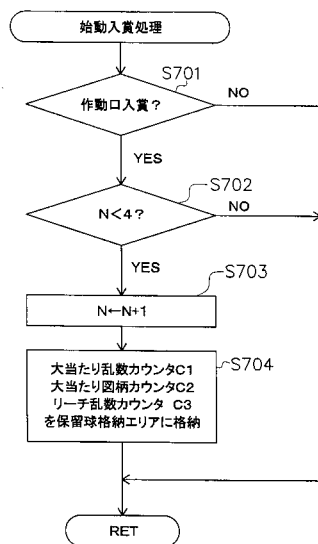 始動入賞処理
S701
作動口入賞？
NO
YES
S702
N<4？
NO
YES
S703
N←N+1
S704
大当たり乱数カウンタC1
大当たり図柄カウンタC2
リーチ乱数カウンタ C3
を保留球格納エリアに格納
RET